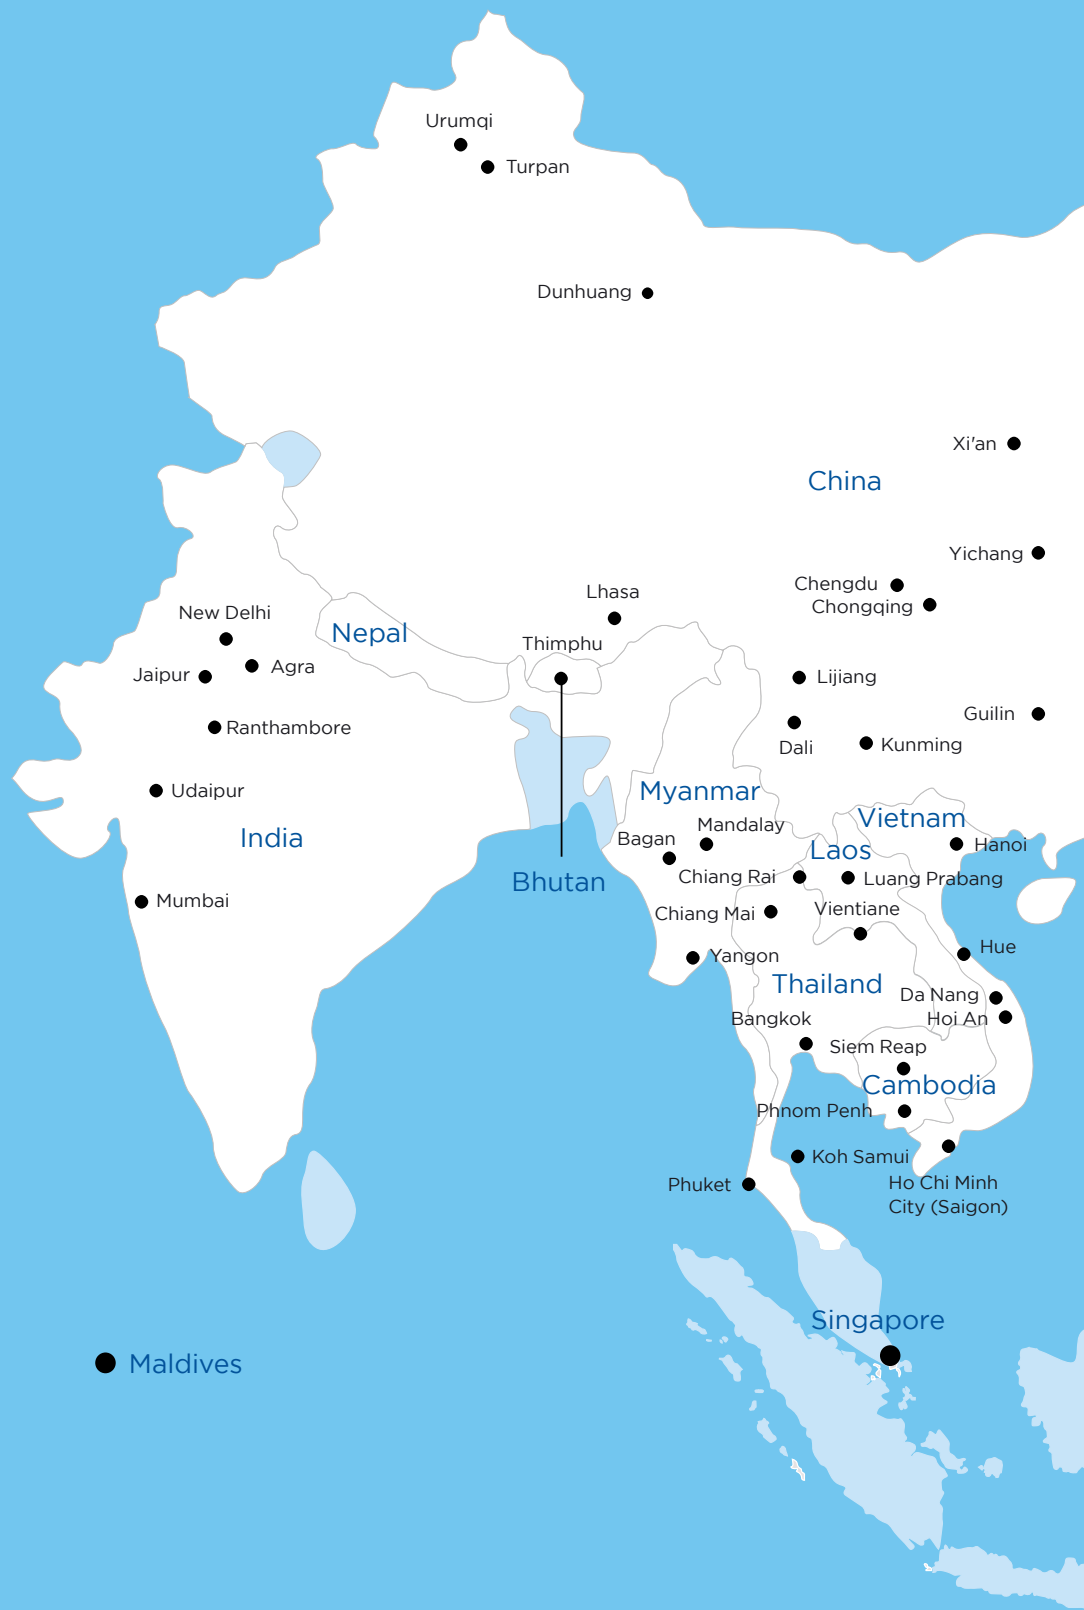 Urumqi
Turpan
Dunhuang
Xi'an
China
Yichang
Chengdu
Chongqing
Lhasa
New Delhi
Nepal
Thimphu
Agra
Jaipur
Lijiang
Guilin
Ranthambore
Dali
Kunming
Udaipur
Myanmar
Vietnam
India
Mandalay
Bagan
Hanoi
Laos
Bhutan
Chiang Rai
Luang Prabang
Mumbai
Chiang Mai
Vientiane
Hue
Yangon
Thailand
Da Nang
Bangkok
Hoi An
Siem Reap
Cambodia
Phnom Penh
Koh Samui
Phuket
Ho Chi Minh
City (Saigon)
Singapore
Maldives